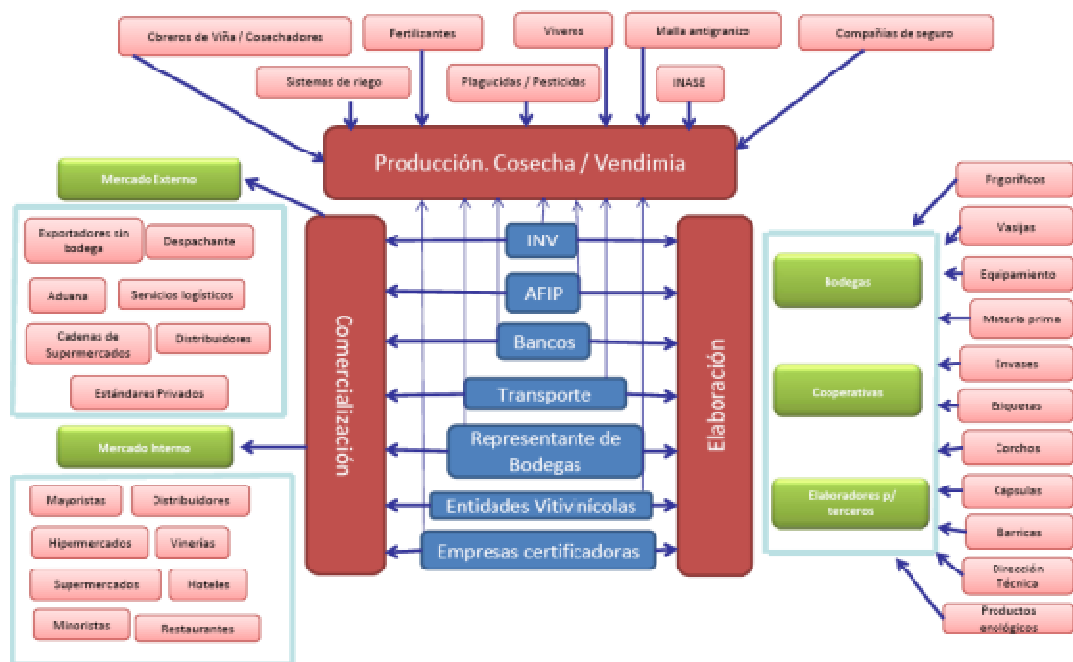 Obreros de Viña / Cosechadores
Fertilizantes
Viveros
Malla antigranizo
Compañías de seguro
Sistemas de riego
Plaguicidas / Pesticidas
INASE
Producción. Cosecha / Vendimia
Mercado Externo
Exportadores sin
bodega
Despachante
Aduana
Servicios logísticos
Cadenas de
Supermercados
Distribuidores
Estándares Privados
Mercado Interno
Mayoristas
Distribuidores
Hipermercados
Vinerías
Supermercados
Hoteles
Minoristas
Restaurantes
Comercialización
INV
AFIP
Bancos
Transporte
Representante de
Bodegas
Entidades Vitivinícolas
Empresas certificadoras
Elaboración
Bodegas
Cooperativas
Elaboradores p/
terceros
Frigoríficos
Vasijas
Equipamiento
Materia prima
Envases
Etiquetas
Corchos
Cápsulas
Barricas
Dirección
Técnica
Productos
enológicos